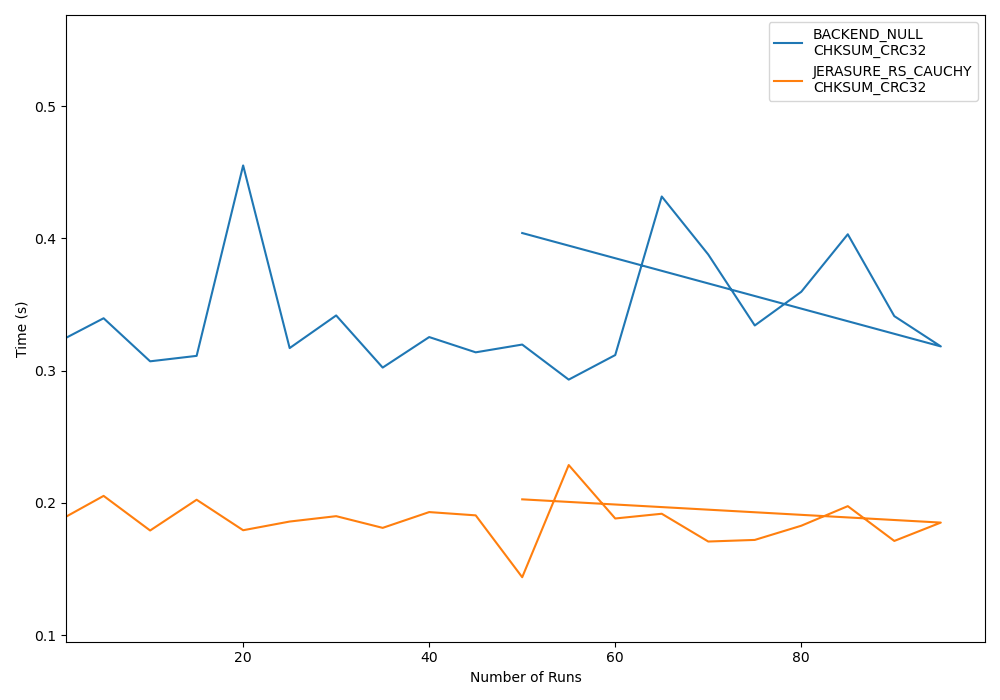 BACKEND_NULL
CHKSUM_CRC32
JERASURE_RS_CAUCHY
CHKSUM_CRC32
0.5
0.4
0.3
0.2
0.1
Time (s)
20 40 60 80
Number of Runs